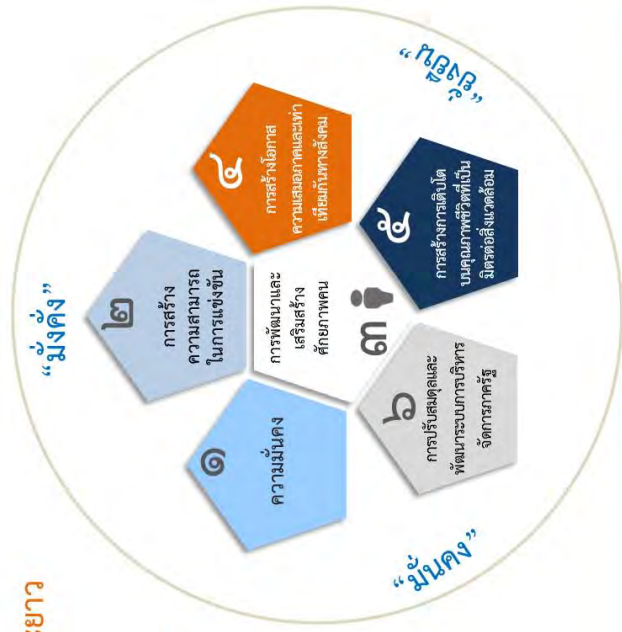 ะยาว
“มั่งคั่ง”
๒
การสร้าง
ความสามารถ
ในการแข่งขัน
๑
ความมั่นคง
การพัฒนาและ
เสริมสร้าง
ศักยภาพคน
๓
๔
การสร้างโอกาส
ความเสมอภาคและเท่า
เทียมกันทางสังคม
๕
การสร้างการเติบโต
บนคุณภาพชีวิตที่เป็น
มิตรต่อสิ่งแวดล้อม
๖
การปรับสมดุลและ
พัฒนาระบบการบริหาร
จัดการภาครัฐ
“มั่นคง”
“ยั่งยืน”